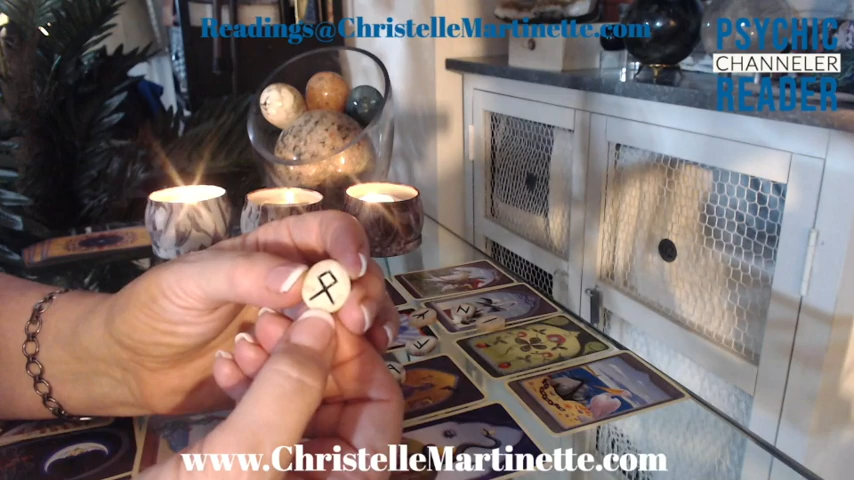 Readings@ChristelleMartinette.com
PSYCHIC
CHANNELER
READER
ᛟ
www.ChristelleMartinette.com